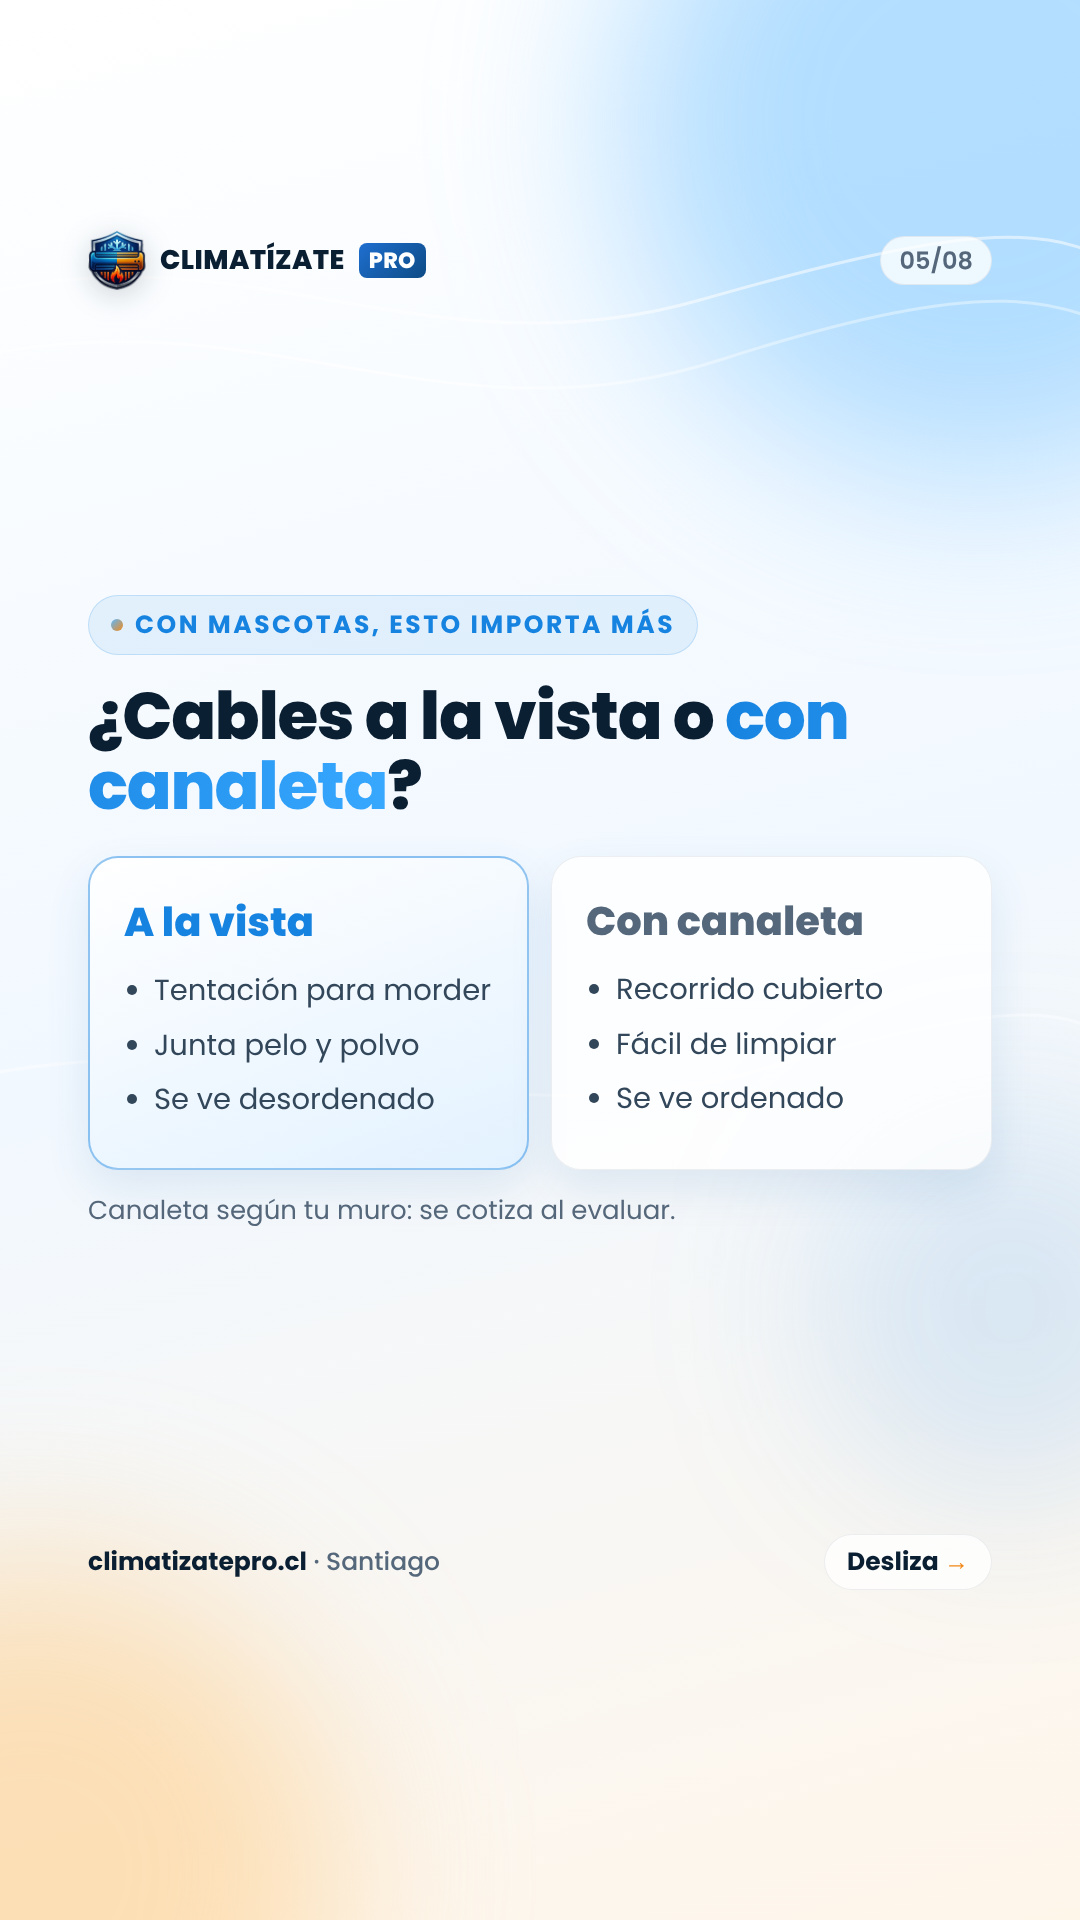 CLIMATÍZATE PRO
05/08
CON MASCOTAS, ESTO IMPORTA MÁS
¿Cables a la vista o con
canaleta?
A la vista
• Tentación para morder
• Junta pelo y polvo
• Se ve desordenado
Con canaleta
• Recorrido cubierto
• Fácil de limpiar
• Se ve ordenado
Canaleta según tu muro: se cotiza al evaluar.
climatizatepro.cl · Santiago
Desliza →